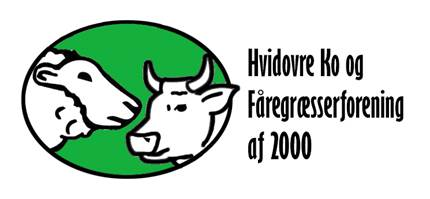 Hvidovre Ko og
Fåregræsserforening
af 2000